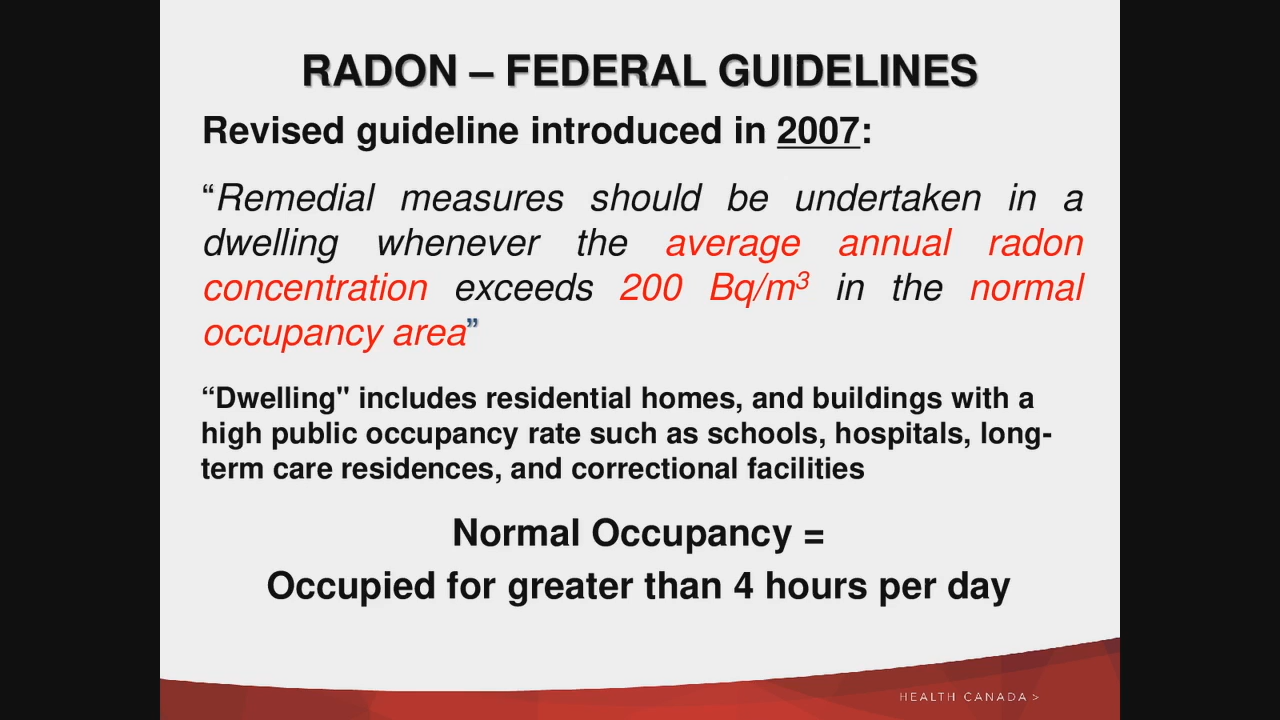 RADON – FEDERAL GUIDELINES
Revised guideline introduced in 2007:
“Remedial measures should be undertaken in a
dwelling whenever the average annual radon
concentration exceeds 200 Bq/m³ in the normal
occupancy area”
“Dwelling" includes residential homes, and buildings with a
high public occupancy rate such as schools, hospitals, long-
term care residences, and correctional facilities
Normal Occupancy =
Occupied for greater than 4 hours per day
HEALTH CANADA >